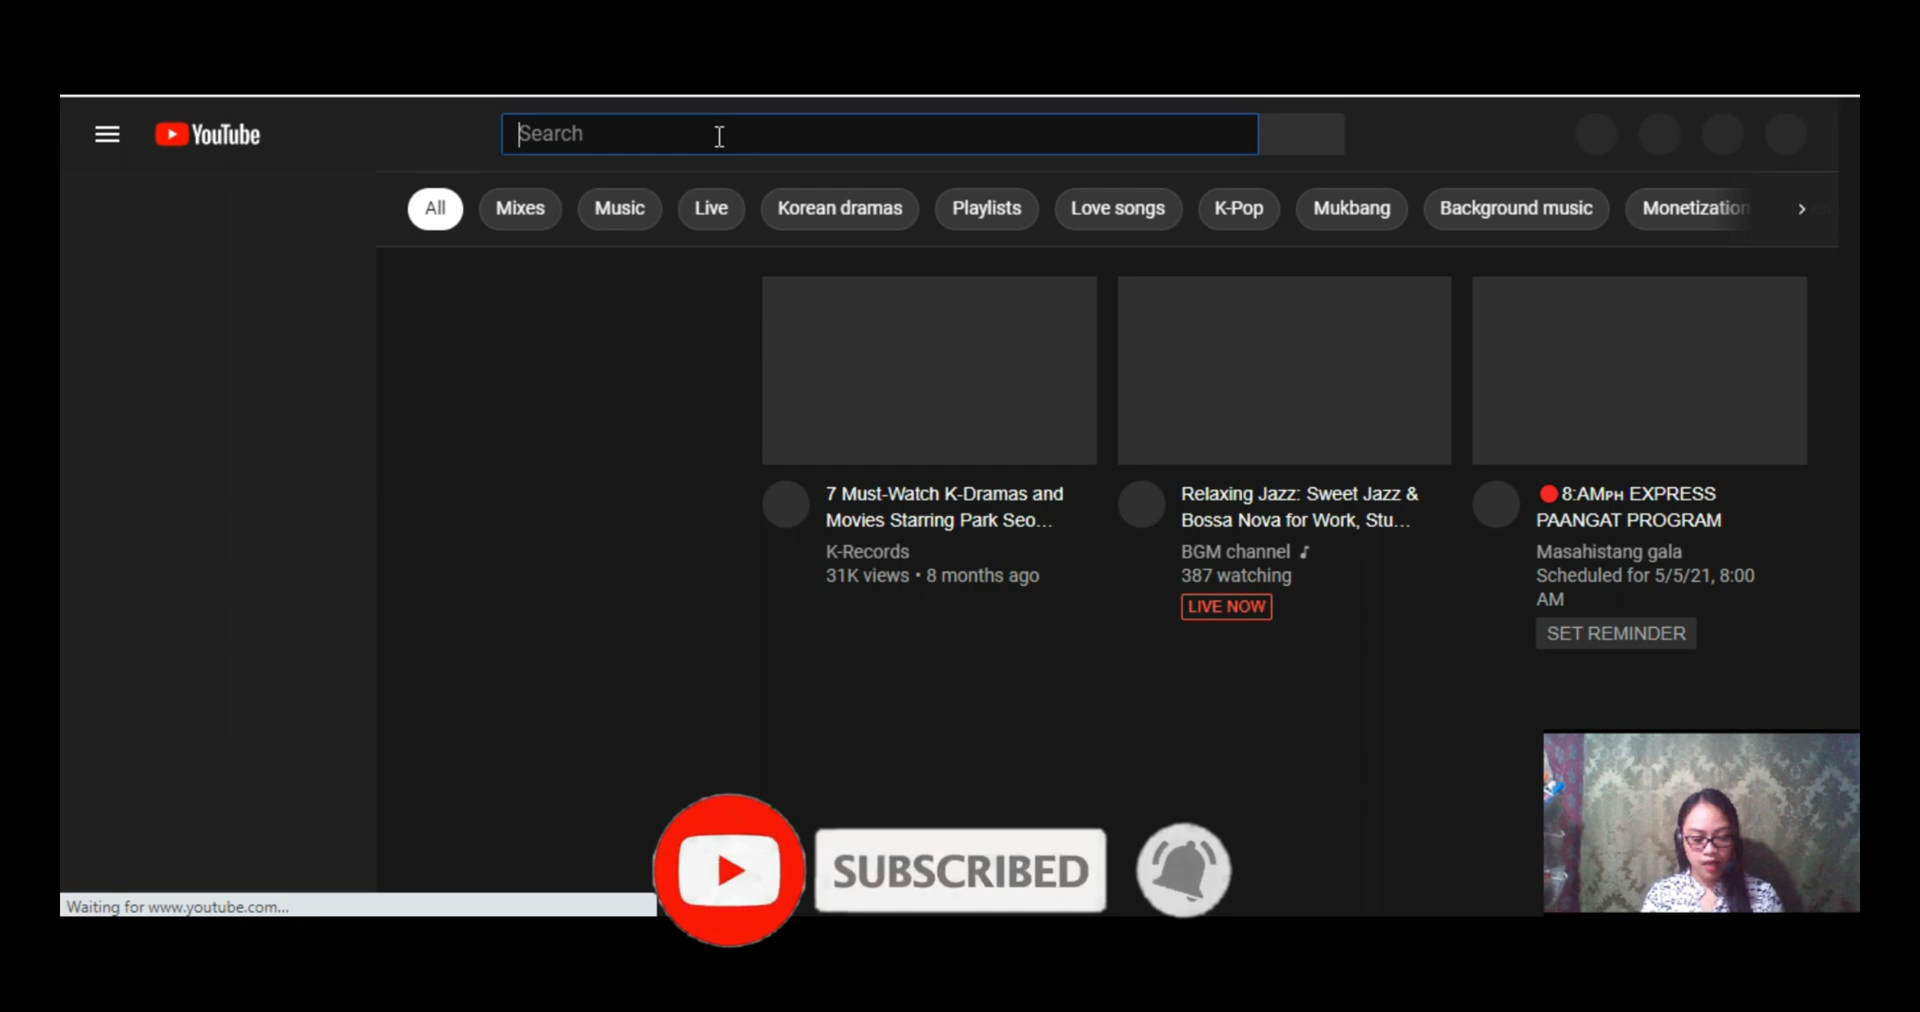 YouTube
Search
All
Mixes
Music
Live
Korean dramas
Playlists
Love songs
K-Pop
Mukbang
Background music
Monetization
7 Must-Watch K-Dramas and
Movies Starring Park Seo...
K-Records
31K views • 8 months ago
Relaxing Jazz: Sweet Jazz &
Bossa Nova for Work, Stu...
BGM channel ♪
387 watching
LIVE NOW
🔴8:AMPH EXPRESS
PAANGAT PROGRAM
Masahistang gala
Scheduled for 5/5/21, 8:00
AM
SET REMINDER
SUBSCRIBED
Waiting for www.youtube.com...